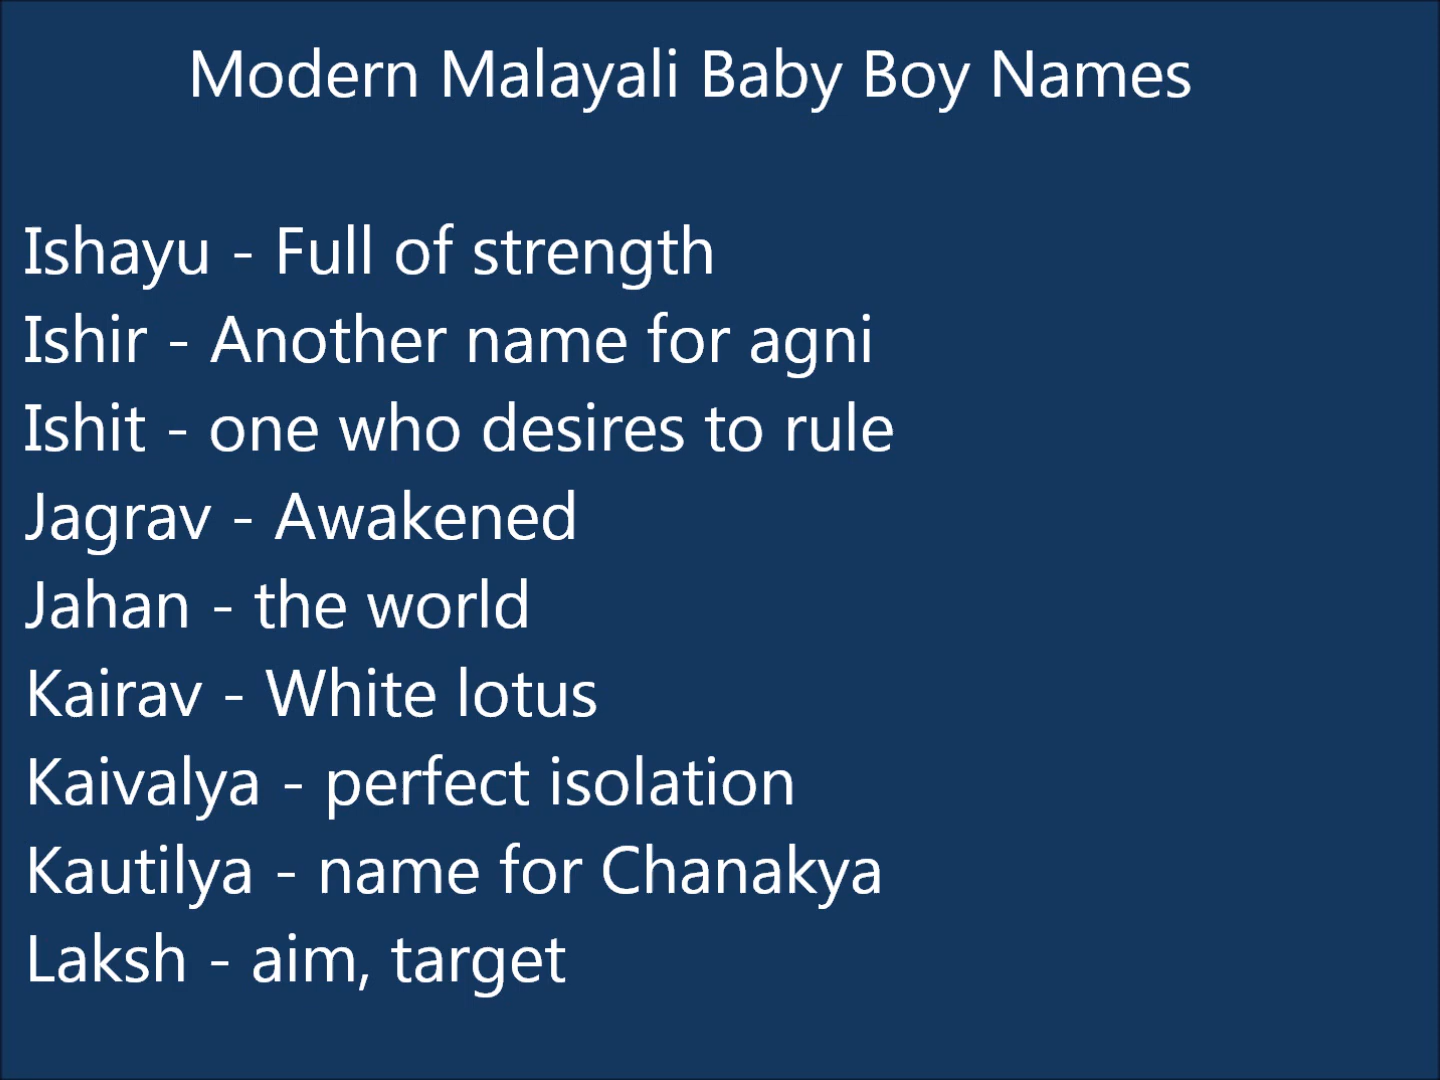 Modern Malayali Baby Boy Names
Ishayu - Full of strength
Ishir - Another name for agni
Ishit - one who desires to rule
Jagrav - Awakened
Jahan - the world
Kairav - White lotus
Kaivalya - perfect isolation
Kautilya - name for Chanakya
Laksh - aim, target